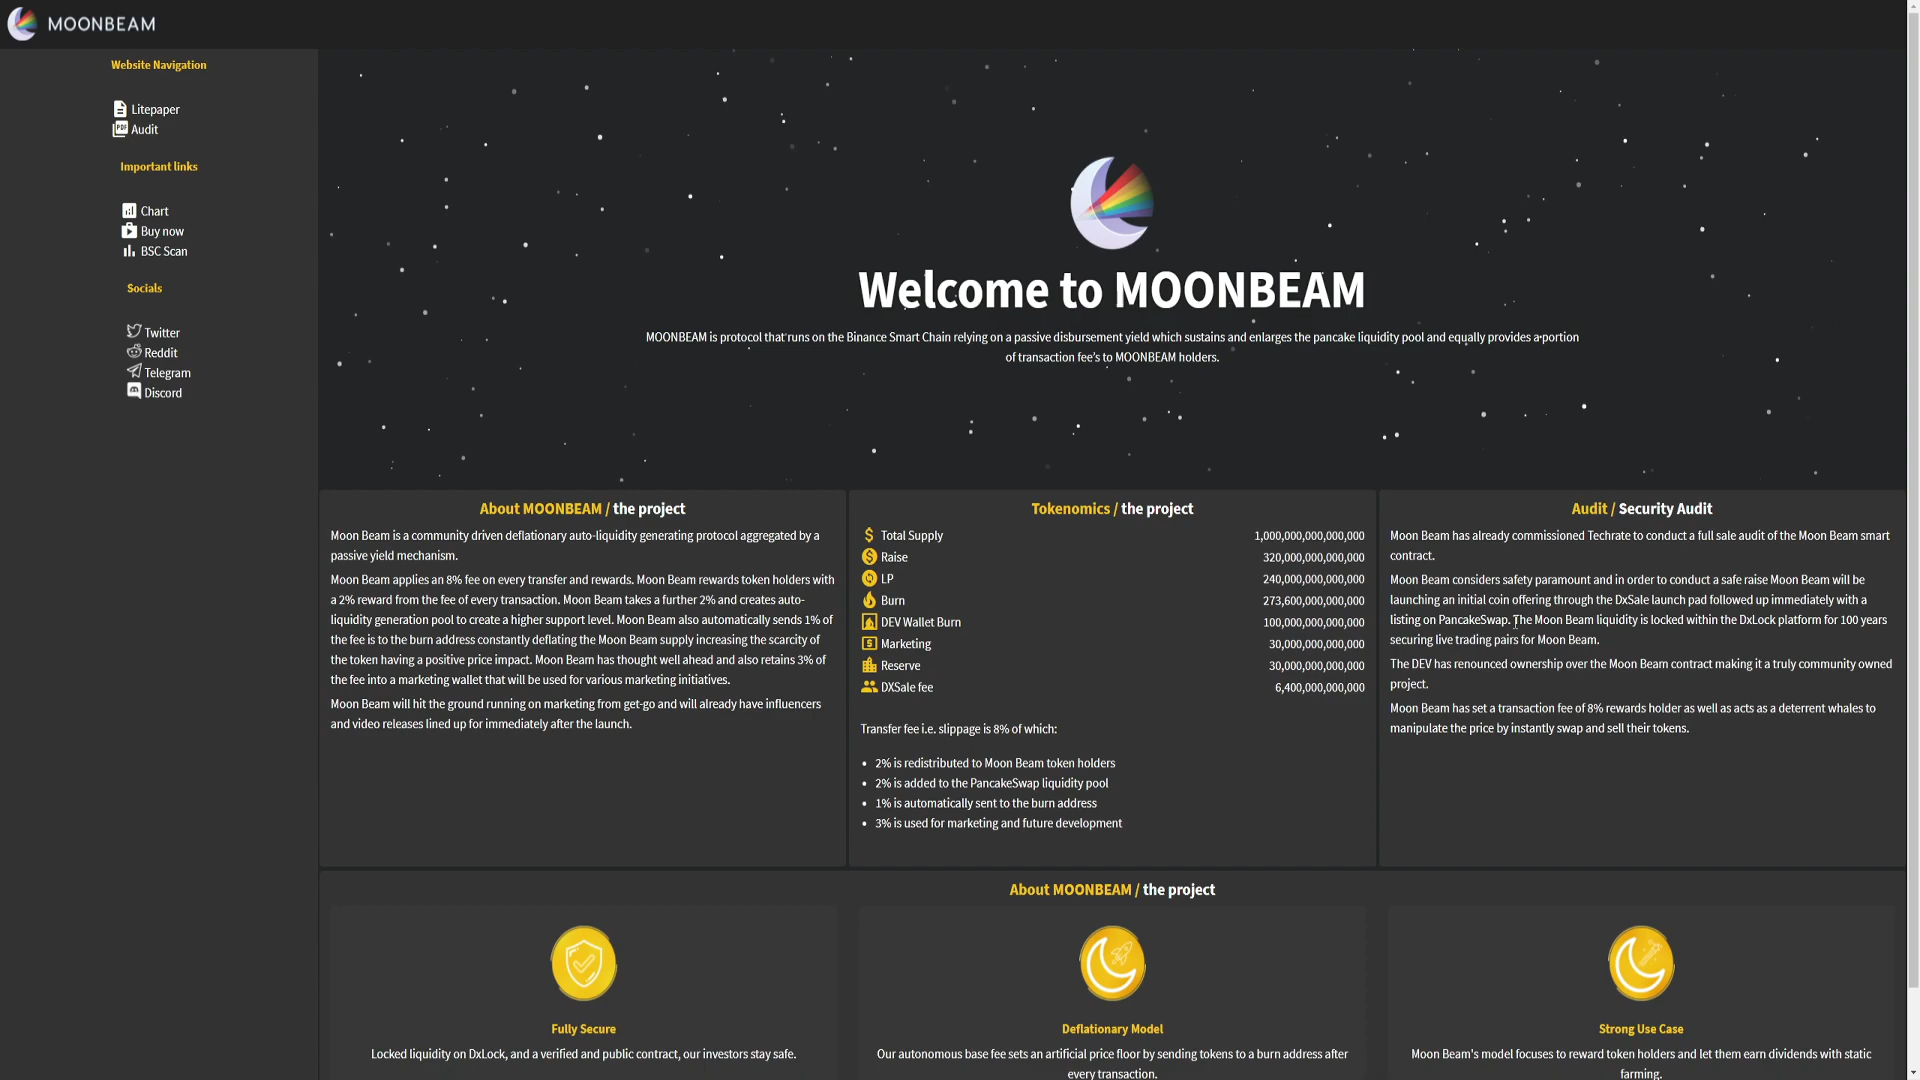 MOONBEAM
Website Navigation
Litepaper
Audit
Important links
Chart
Buy now
BSC Scan
Socials
Twitter
Reddit
Telegram
Discord
Welcome to MOONBEAM
MOONBEAM is protocol that runs on the Binance Smart Chain relying on a passive disbursement yield which sustains and enlarges the pancake liquidity pool and equally provides a portion
of transaction fee's to MOONBEAM holders.
About MOONBEAM / the project
Moon Beam is a community driven deflationary auto-liquidity generating protocol aggregated by a
passive yield mechanism.
Moon Beam applies an 8% fee on every transfer and rewards. Moon Beam rewards token holders with
a 2% reward from the fee of every transaction. Moon Beam takes a further 2% and creates auto-
liquidity generation pool to create a higher support level. Moon Beam also automatically sends 1% of
the fee is to the burn address constantly deflating the Moon Beam supply increasing the scarcity of
the token having a positive price impact. Moon Beam has thought well ahead and also retains 3% of
the fee into a marketing wallet that will be used for various marketing initiatives.
Moon Beam will hit the ground running on marketing from get-go and will already have influencers
and video releases lined up for immediately after the launch.
Tokenomics / the project
Total Supply 1,000,000,000,000,000
Raise 320,000,000,000,000
LP 240,000,000,000,000
Burn 273,600,000,000,000
DEV Wallet Burn 100,000,000,000,000
Marketing 30,000,000,000,000
Reserve 30,000,000,000,000
DXSale fee 6,400,000,000,000
Transfer fee i.e. slippage is 8% of which:
• 2% is redistributed to Moon Beam token holders
• 2% is added to the PancakeSwap liquidity pool
• 1% is automatically sent to the burn address
• 3% is used for marketing and future development
Audit / Security Audit
Moon Beam has already commissioned Techrate to conduct a full sale audit of the Moon Beam smart
contract.
Moon Beam considers safety paramount and in order to conduct a safe raise Moon Beam will be
launching an initial coin offering through the DxSale launch pad followed up immediately with a
listing on PancakeSwap. The Moon Beam liquidity is locked within the DxLock platform for 100 years
securing live trading pairs for Moon Beam.
The DEV has renounced ownership over the Moon Beam contract making it a truly community owned
project.
Moon Beam has set a transaction fee of 8% rewards holder as well as acts as a deterrent whales to
manipulate the price by instantly swap and sell their tokens.
About MOONBEAM / the project
Fully Secure
Locked liquidity on DxLock, and a verified and public contract, our investors stay safe.
Deflationary Model
Our autonomous base fee sets an artificial price floor by sending tokens to a burn address after
every transaction.
Strong Use Case
Moon Beam's model focuses to reward token holders and let them earn dividends with static
farming.